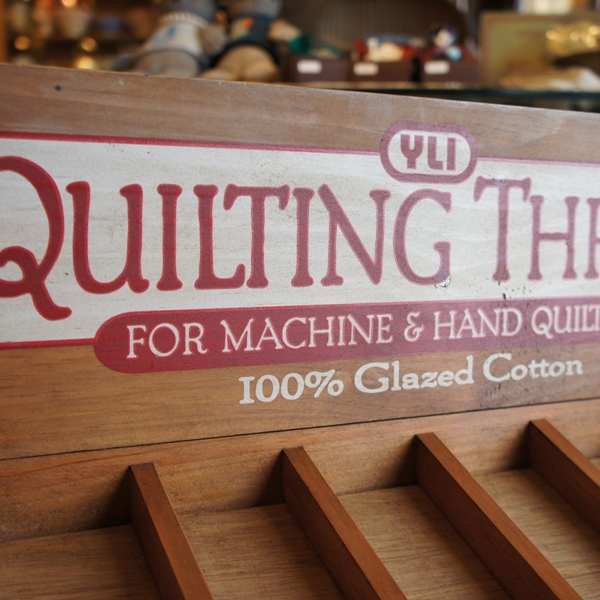 YLI
QUILTING THR
FOR MACHINE & HAND QUILT
100% Glazed Cotton